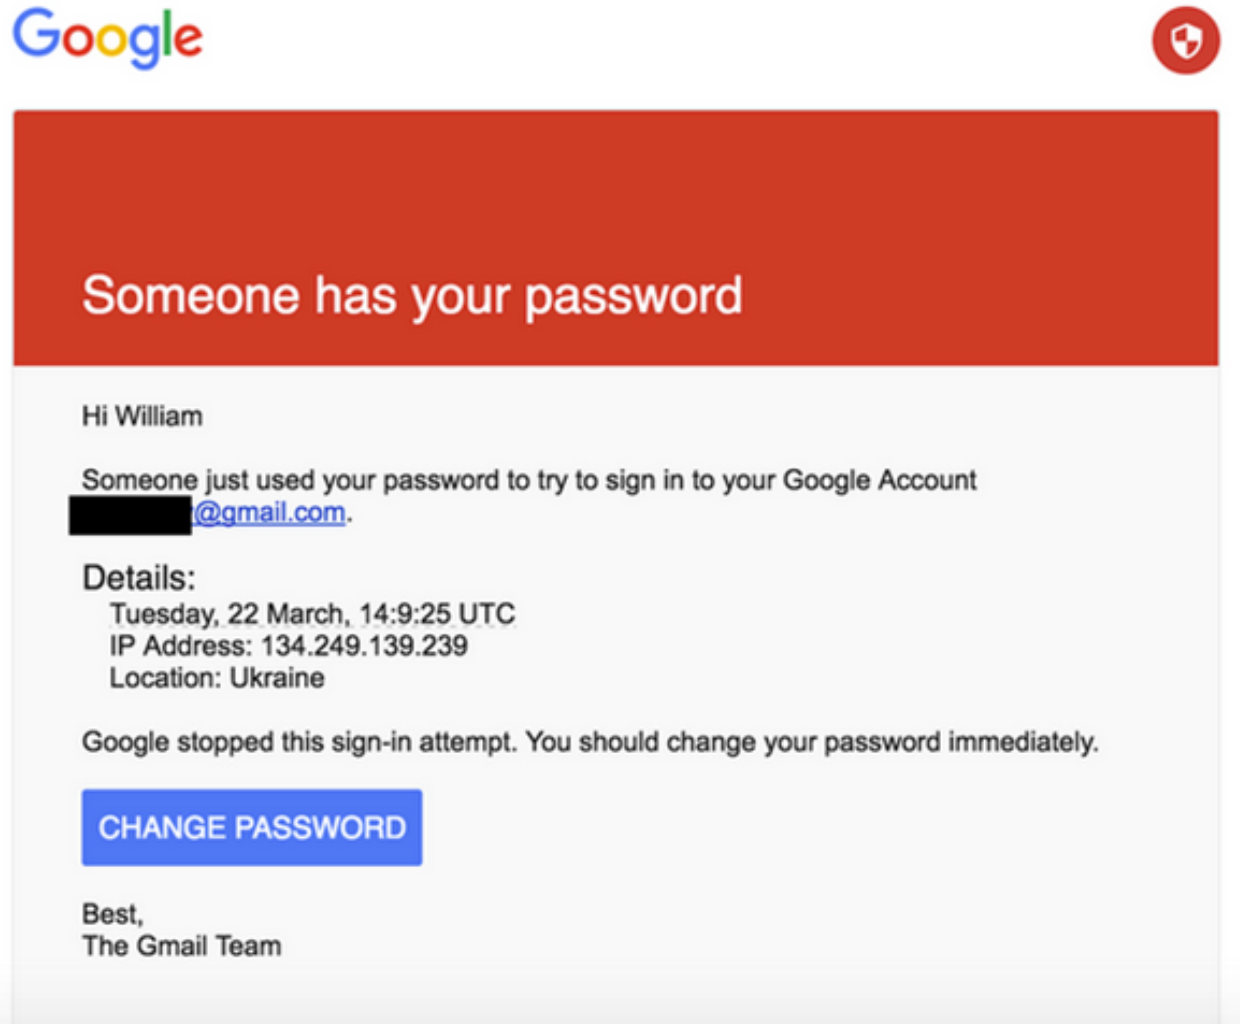 Google
Someone has your password
Hi William
Someone just used your password to try to sign in to your Google Account
@gmail.com.
Details:
Tuesday, 22 March, 14:9:25 UTC
IP Address: 134.249.139.239
Location: Ukraine
Google stopped this sign-in attempt. You should change your password immediately.
CHANGE PASSWORD
Best,
The Gmail Team